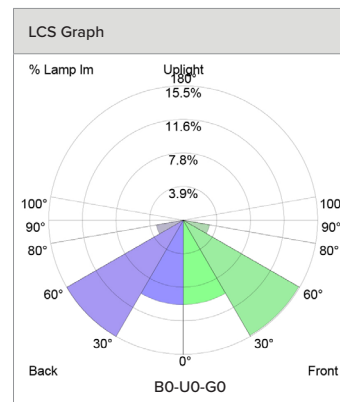 LCS Graph
% Lamp lm
Uplight
180°
15.5%
11.6%
7.8%
3.9%
100° 100
90° 90°
80° 80°
60° 60°
30° 30°
0°
Back Front
B0-U0-G0